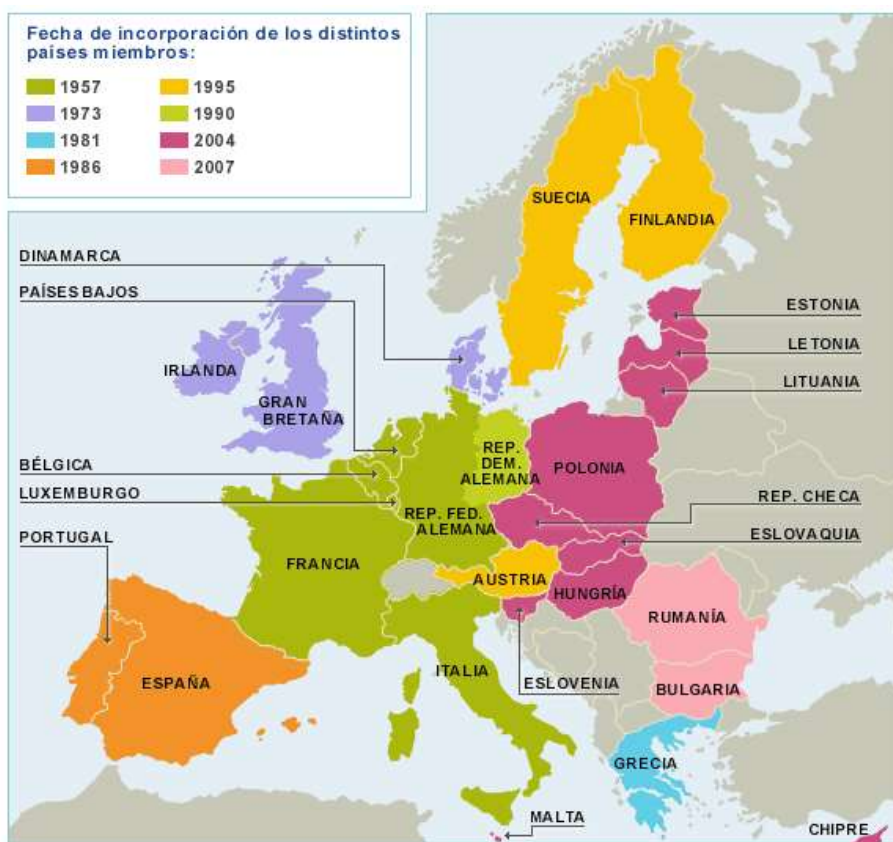 Fecha de incorporación de los distintos
países miembros:
1957
1995
1973
1990
1981
2004
1986
2007
SUECIA
FINLANDIA
DINAMARCA
PAÍSES BAJOS
ESTONIA
LETONIA
LITUANIA
IRLANDA
GRAN
BRETAÑA
BÉLGICA
LUXEMBURGO
PORTUGAL
REP.
DEM.
ALEMANA
POLONIA
REP. CHECA
REP. FED.
ALEMANA
ESLOVAQUIA
FRANCIA
AUSTRIA
HUNGRÍA
RUMANÍA
ESPAÑA
ITALIA
ESLOVENIA
BULGARIA
GRECIA
MALTA
CHIPRE